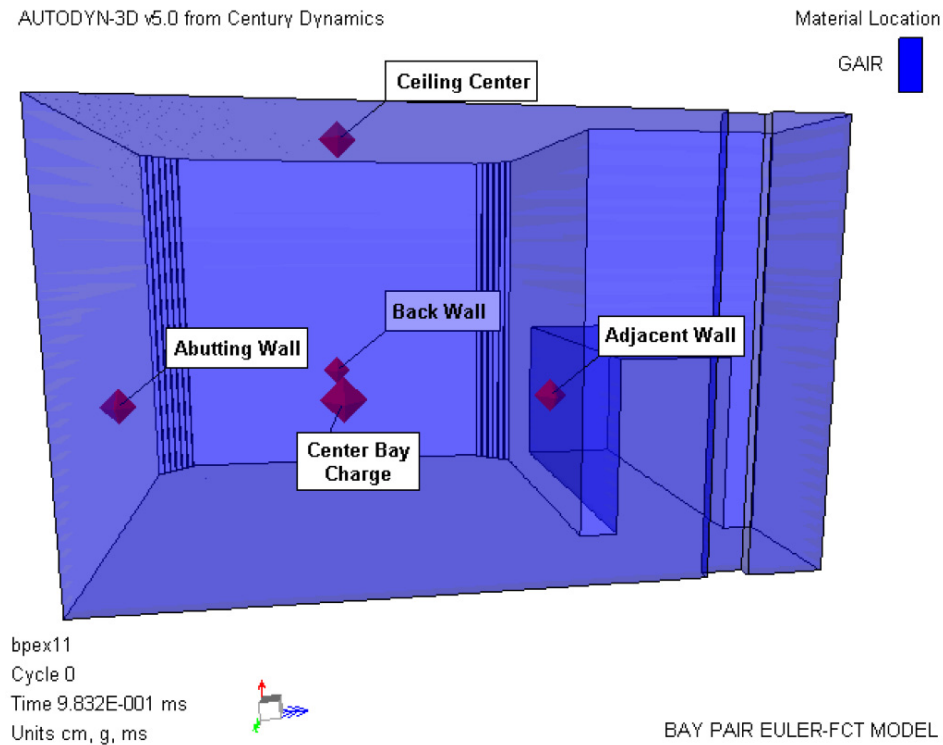 AUTODYN-3D v5.0 from Century Dynamics
Material Location
GAIR
Ceiling Center
Back Wall
Abutting Wall
Adjacent Wall
Center Bay
Charge
bpex11
Cycle 0
Time 9.832E-001 ms
Units cm, g, ms
BAY PAIR EULER-FCT MODEL